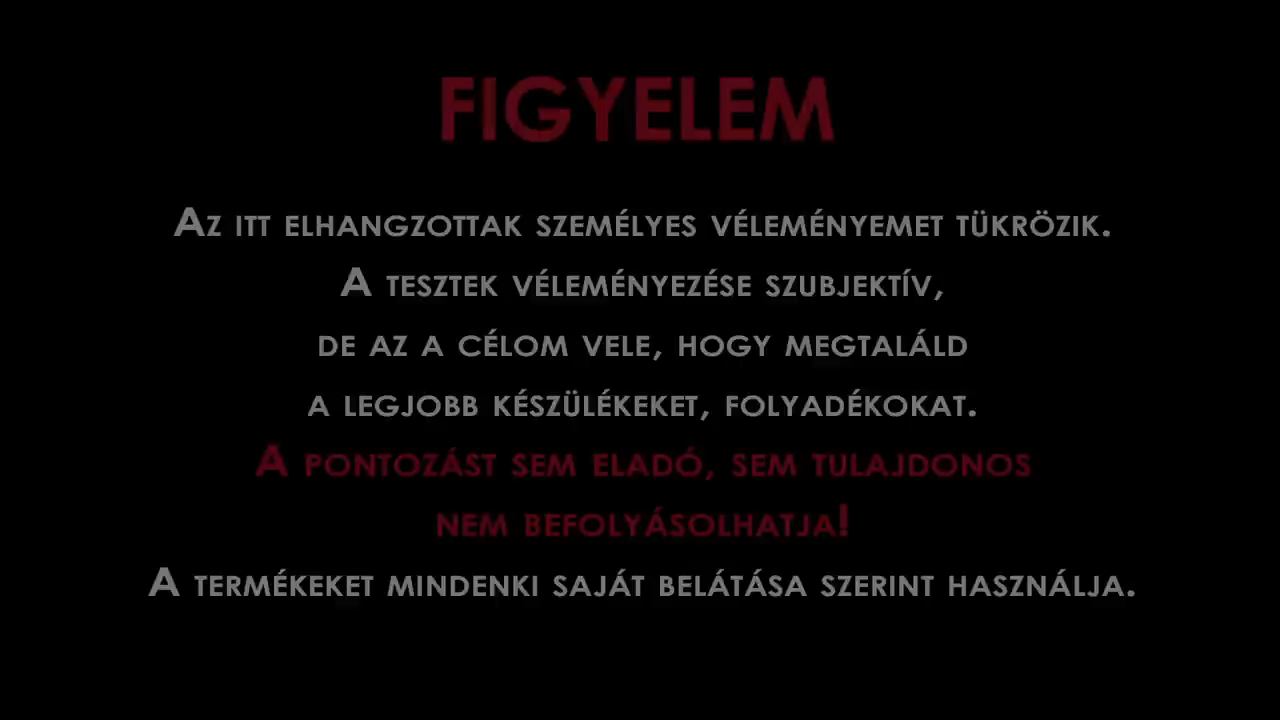 FIGYELEM
AZ ITT ELHANGZOTTAK SZEMÉLYES VÉLEMÉNYEMET TÜKRÖZIK.
A TESZTEK VÉLEMÉNYEZÉSE SZUBJEKTÍV,
DE AZ A CÉLOM VELE, HOGY MEGTALÁLD
A LEGJOBB KÉSZÜLÉKEKET, FOLYADÉKOKAT.
A PONTOZÁST SEM ELADÓ, SEM TULAJDONOS
NEM BEFOLYÁSOLHATJA!
A TERMÉKEKET MINDENKI SAJÁT BELÁTÁSA SZERINT HASZNÁLJA.